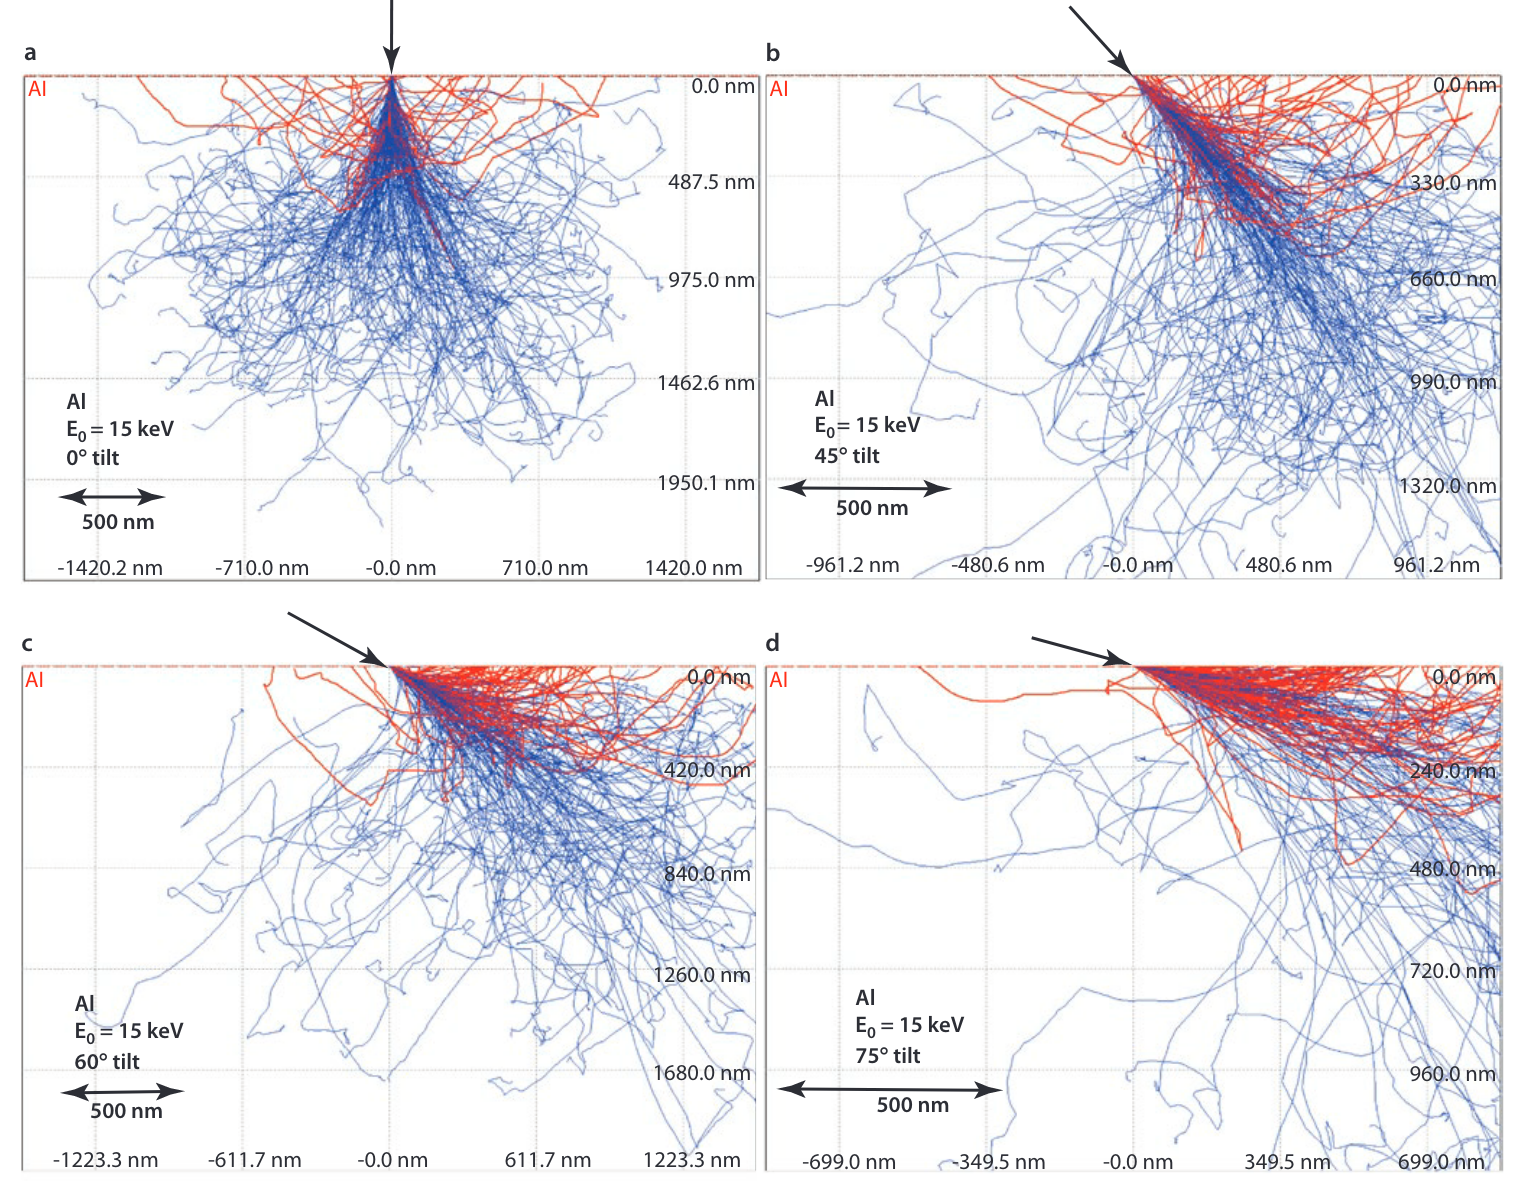 a
Al
0.0 nm
487.5 nm
975.0 nm
1462.6 nm
Al
E0 = 15 keV
0° tilt
1950.1 nm
500 nm
-1420.2 nm -710.0 nm -0.0 nm 710.0 nm 1420.0 nm
b
Al
0.0 nm
330.0 nm
660.0 nm
990.0 nm
Al
E0= 15 keV
45° tilt
1320.0 nm
500 nm
-961.2 nm -480.6 nm -0.0 nm 480.6 nm 961.2 nm
c
Al
0.0 nm
420.0 nm
840.0 nm
1260.0 nm
Al
E0 = 15 keV
60° tilt
1680.0 nm
500 nm
-1223.3 nm -611.7 nm -0.0 nm 611.7 nm 1223.3 nm
d
Al
0.0 nm
240.0 nm
480.0 nm
720.0 nm
Al
E0 = 15 keV
75° tilt
960.0 nm
500 nm
-699.0 nm -349.5 nm -0.0 nm 349.5 nm 699.0 nm